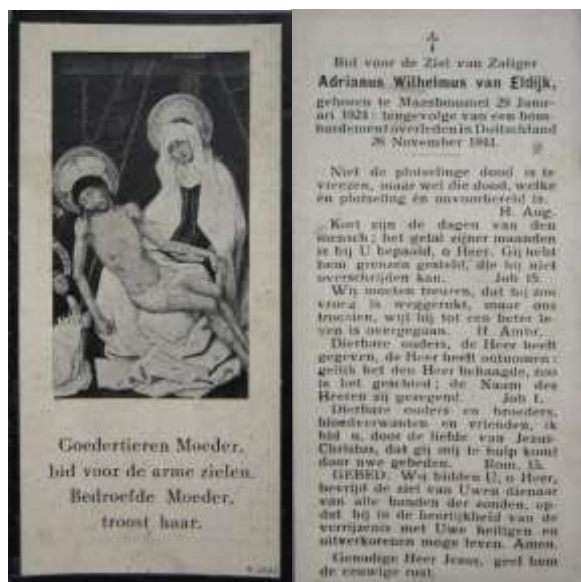 Goedertieren Moeder,
bid voor de arme zielen.
Bedroefde Moeder,
troost haar.
Bid voor de Ziel van Zaliger
Adrianus Wilhelmus van Eldijk,
geboren te Maasbommel 29 Janu-
ari 1921: tengevolge van een bom-
bardement overleden in Duitschland
26 November 1944.
Niet de plotselinge dood is te
vreezen, maar wel die dood, welke
èn plotseling èn onvoorbereid is.
H. Aug.
Kort zijn de dagen van den
mensch; het getal zijner maanden
is bij U bepaald, o Heer. Gij hebt
hem grenzen gesteld, die hij niet
overschrijden kan. Job 15.
Wij moeten treuren, dat hij zoo
vroeg is weggerukt, maar ons
troosten, wijl hij tot een beter le-
ven is overgegaan. H. Ambr.
Dierbare ouders, de Heer heeft
gegeven, de Heer heeft ontnomen:
gelijk het den Heer behaagde, zoo
is het geschied; de Naam des
Heeren zij gezegend. Job 1.
Dierbare ouders en broeders,
bloedverwanten en vrienden, ik
bid u, door de liefde van Jezus
Christus, dat gij mij te hulp komt
door uwe gebeden. Rom. 15.
GEBED. Wij bidden U, o Heer,
bevrijd de ziel van Uwen dienaar
van alle banden der zonden, op-
dat hij in de heerlijkheid van de
verrijzenis met Uwe heiligen en
uitverkorenen moge leven. Amen.
Genadige Heer Jezus, geef hem
de eeuwige rust.